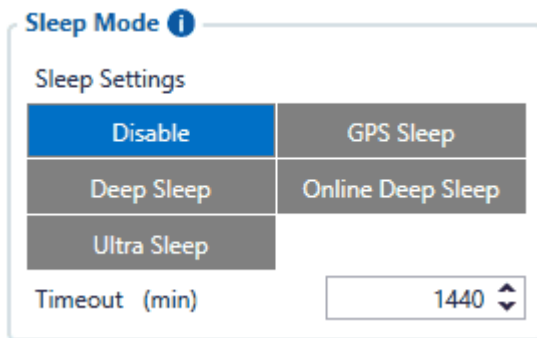 Sleep Mode i
Sleep Settings
Disable GPS Sleep
Deep Sleep Online Deep Sleep
Ultra Sleep
Timeout (min) 1440